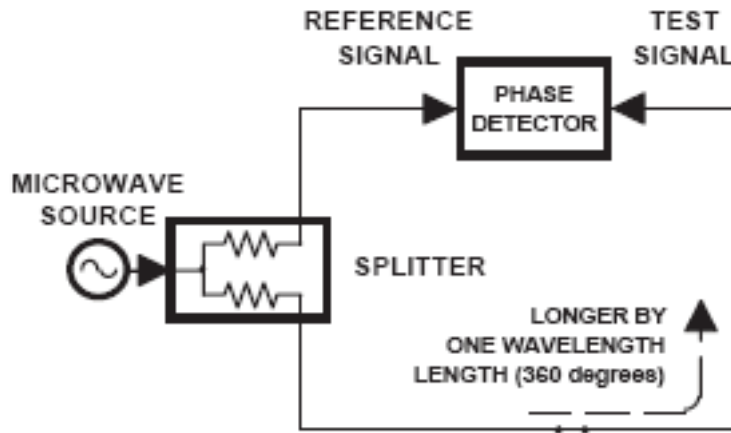 REFERENCE
SIGNAL
TEST
SIGNAL
PHASE
DETECTOR
MICROWAVE
SOURCE
SPLITTER
LONGER BY
ONE WAVELENGTH
LENGTH (360 degrees)